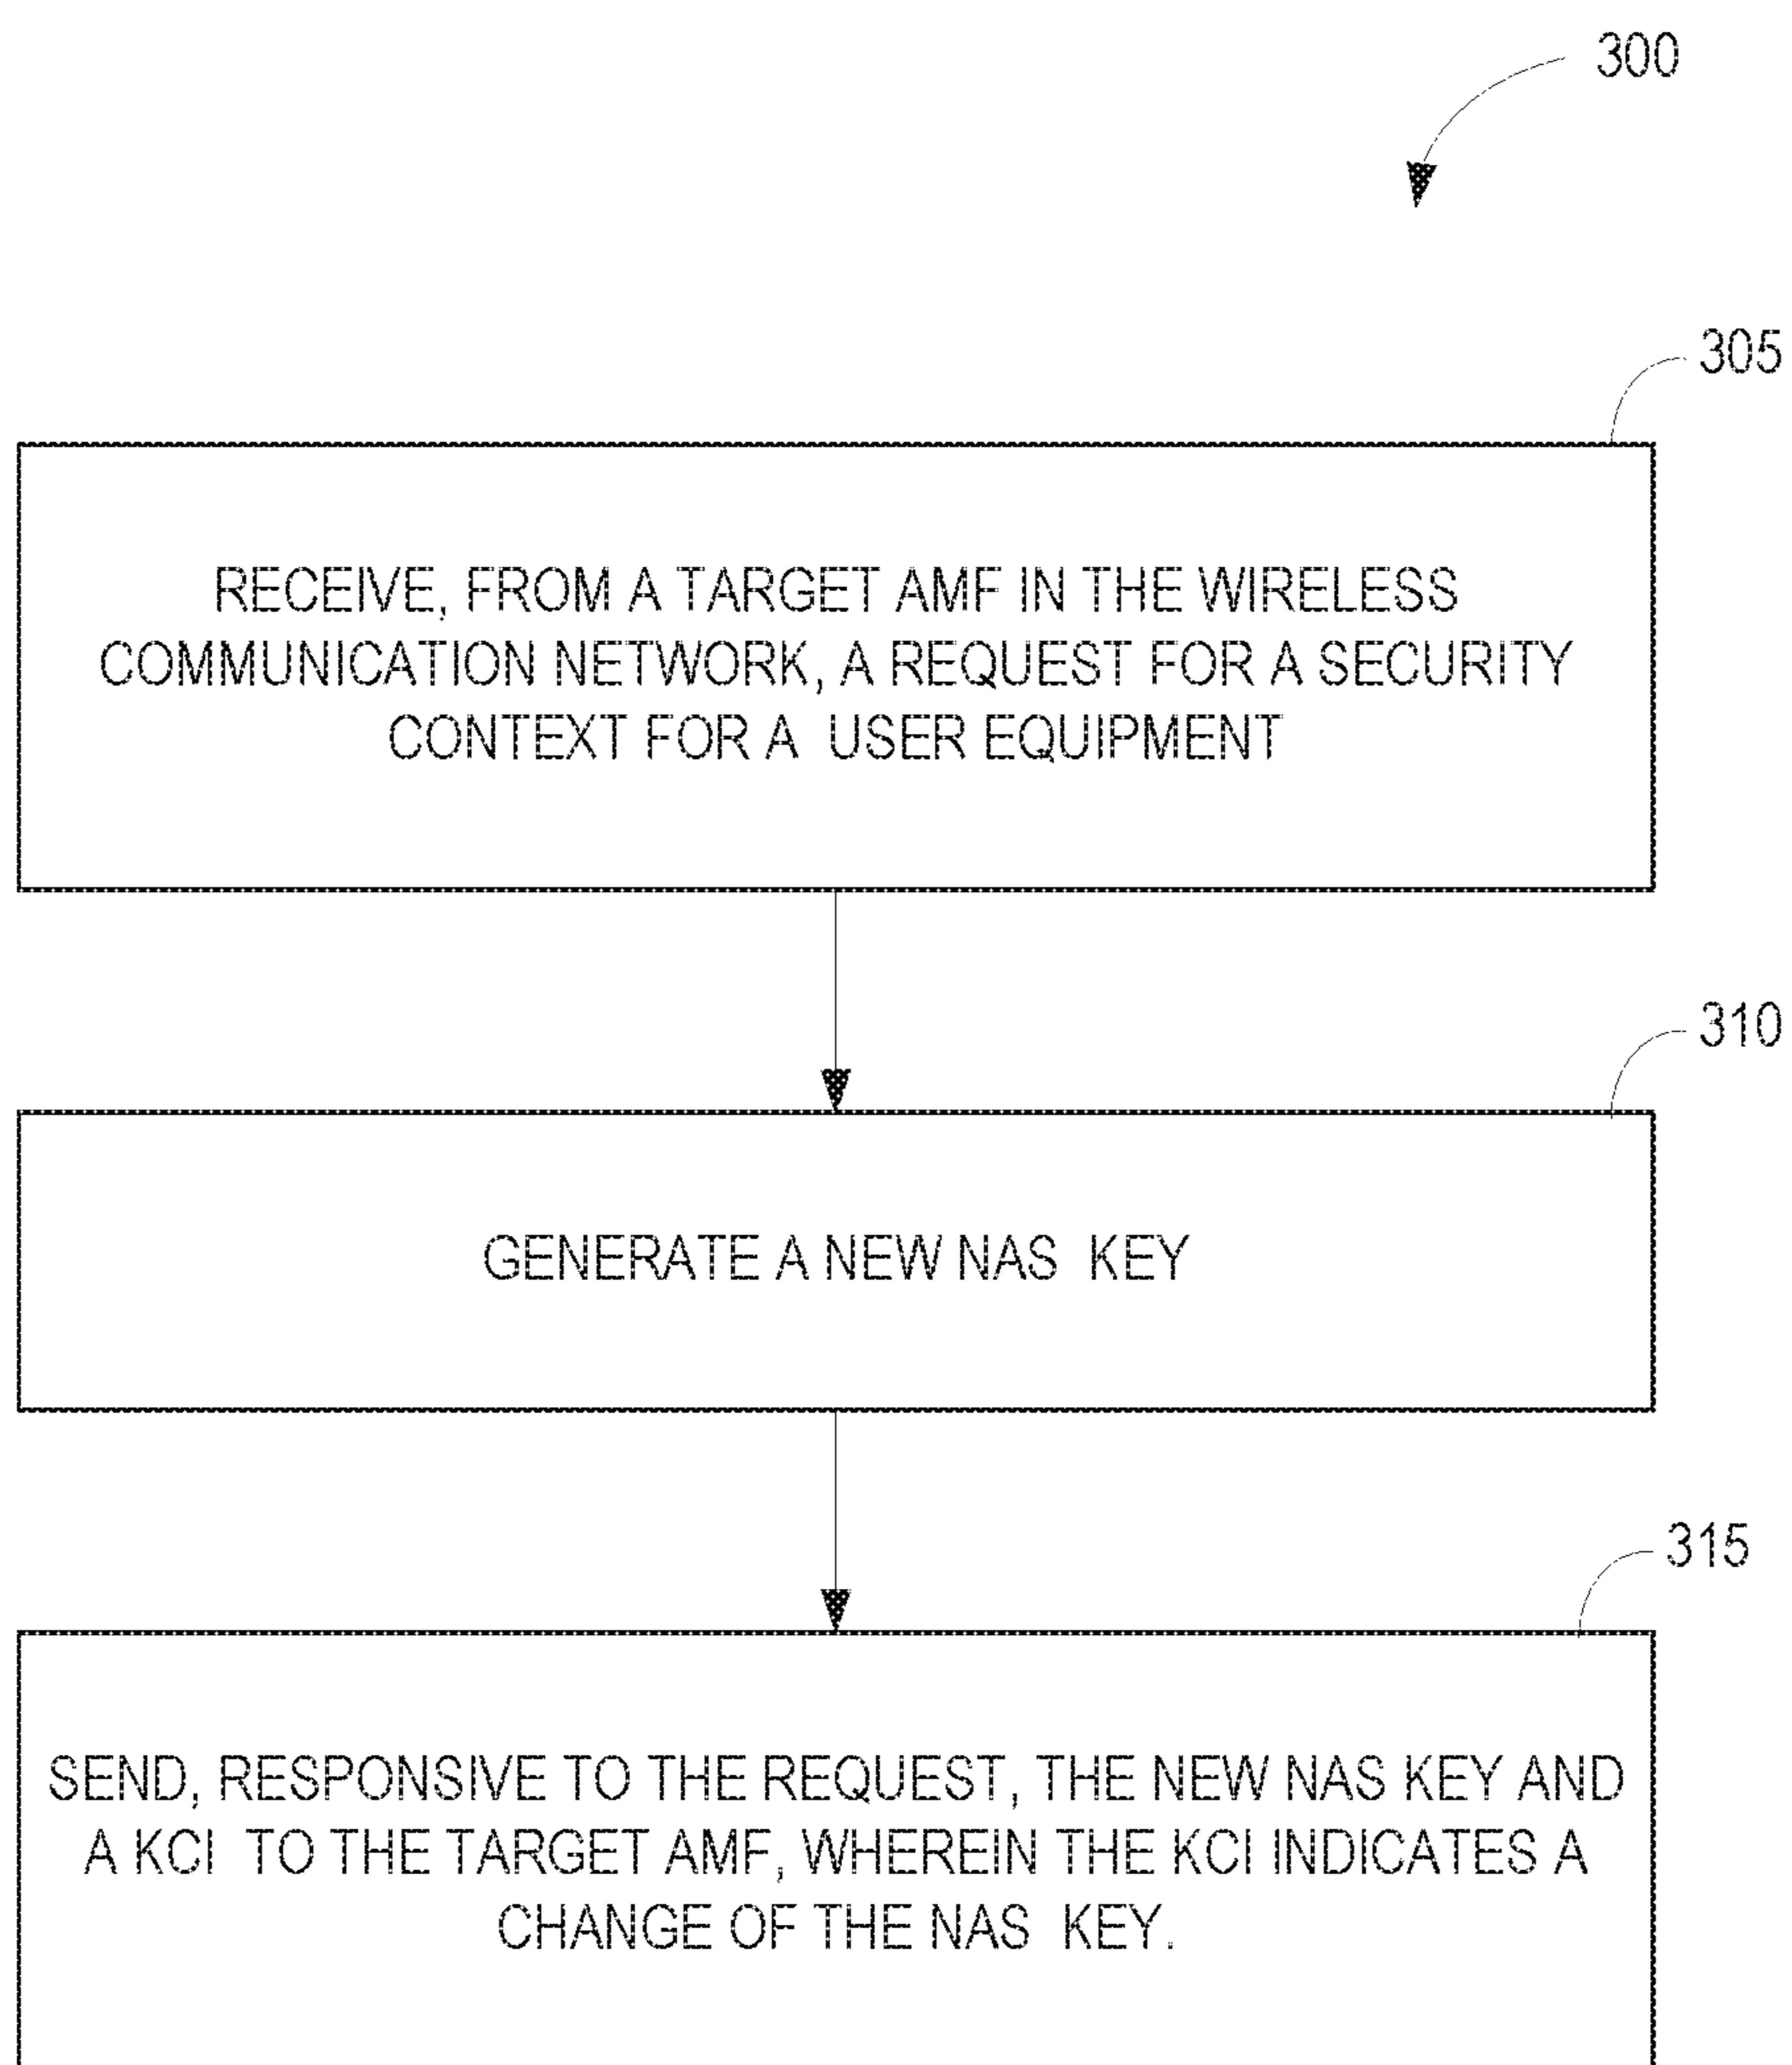 300
305
RECEIVE, FROM A TARGET AMF IN THE WIRELESS
COMMUNICATION NETWORK, A REQUEST FOR A SECURITY
CONTEXT FOR A USER EQUIPMENT
310
GENERATE A NEW NAS KEY
315
SEND, RESPONSIVE TO THE REQUEST, THE NEW NAS KEY AND
A KCI TO THE TARGET AMF, WHEREIN THE KCI INDICATES A
CHANGE OF THE NAS KEY.